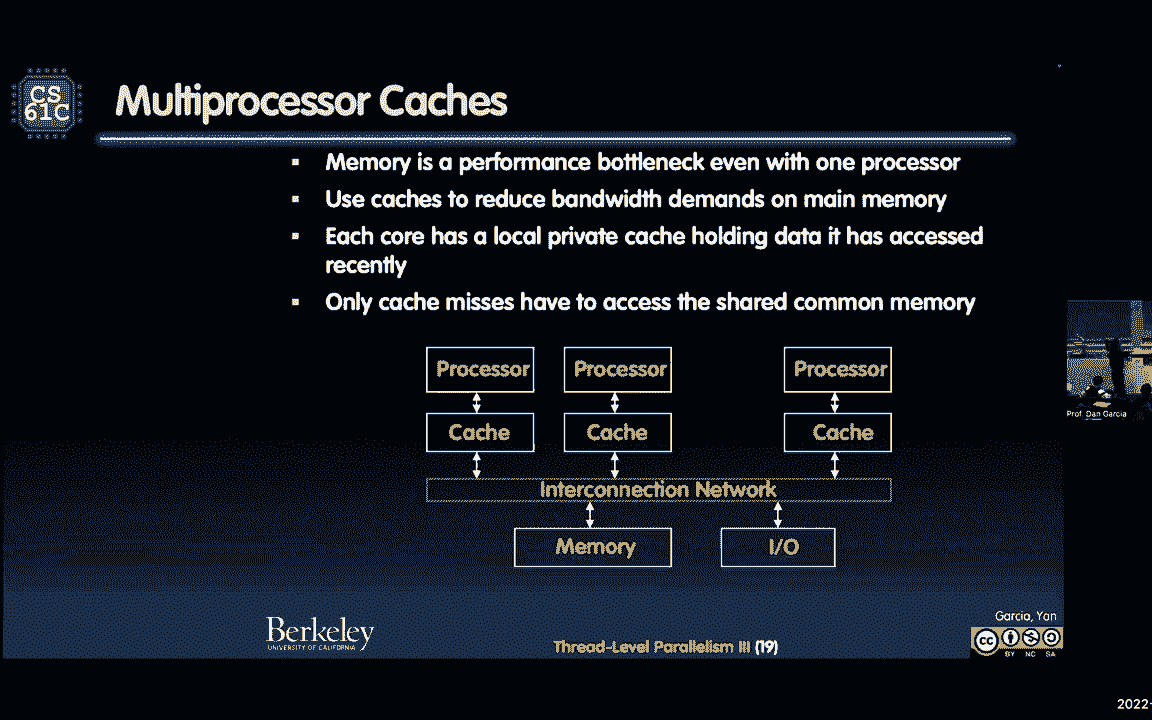 CS
61C
Multiprocessor Caches
▪ Memory is a performance bottleneck even with one processor
▪ Use caches to reduce bandwidth demands on main memory
▪ Each core has a local private cache holding data it has accessed
recently
▪ Only cache misses have to access the shared common memory
Processor Processor Processor
Cache Cache Cache
Interconnection Network
Memory I/O
Prof. Dan Garcia
Berkeley
UNIVERSITY OF CALIFORNIA
Thread-Level Parallelism III (19)
Garcia, Yan
cc
BY NC SA
2022-